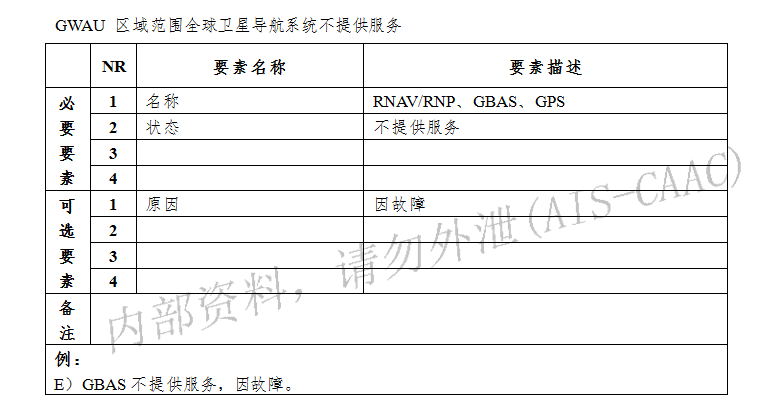 GWAU 区域范围全球卫星导航系统不提供服务
NR 要素名称 要素描述
必要要素
1 名称 RNAV/RNP、GBAS、GPS
2 状态 不提供服务
3
4
可选要素
1 原因 因故障
2
3
4
备注
例：
E）GBAS 不提供服务，因故障。
内部资料，请勿外泄(AIS-CAAC)